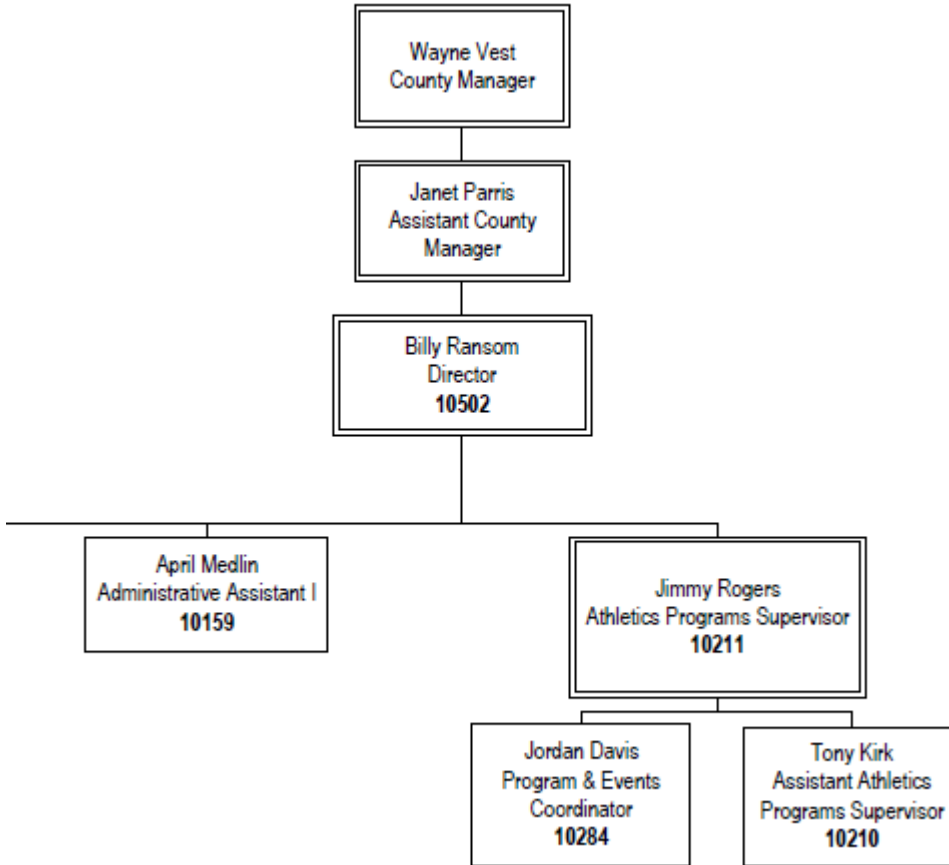 Wayne Vest
County Manager
Janet Parris
Assistant County
Manager
Billy Ransom
Director
10502
April Medlin
Administrative Assistant I
10159
Jimmy Rogers
Athletics Programs Supervisor
10211
Jordan Davis
Program & Events
Coordinator
10284
Tony Kirk
Assistant Athletics
Programs Supervisor
10210